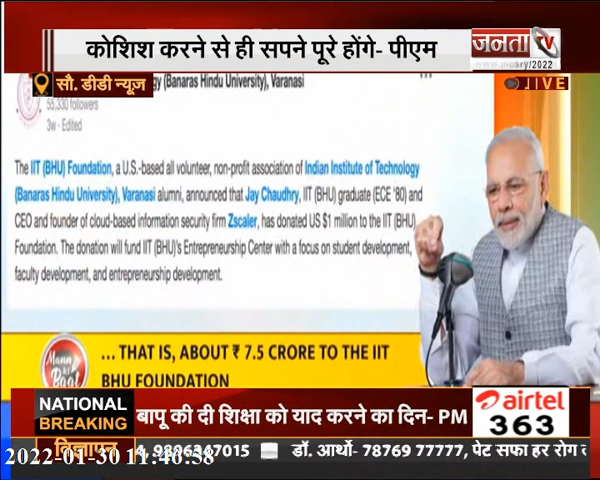 कोशिश करने से ही सपने पूरे होंगे- पीएम
जनता TV
सौ. डीडी न्यूज़
(Banaras Hindu University), Varanasi
LIVE
55,330 followers
3w - Edited
The IIT (BHU) Foundation, a U.S.-based all volunteer, non-profit association of Indian Institute of Technology
(Banaras Hindu University), Varanasi alumni, announced that Jay Chaudhry, IIT (BHU) graduate (ECE '80) and
CEO and founder of cloud-based information security firm Zscaler, has donated US $1 million to the IIT (BHU)
Foundation. The donation will fund IIT (BHU)'s Entrepreneurship Center with a focus on student development,
faculty development, and entrepreneurship development.
Mann ki Baat
... THAT IS, ABOUT ₹ 7.5 CRORE TO THE IIT
BHU FOUNDATION
NATIONAL
BREAKING
बापू की दी शिक्षा को याद करने का दिन- PM
airtel
363
विज्ञापन
डॉ. आर्थो- 78769 77777, पेट सफा हर रोग
2022-01-30 11:46:58